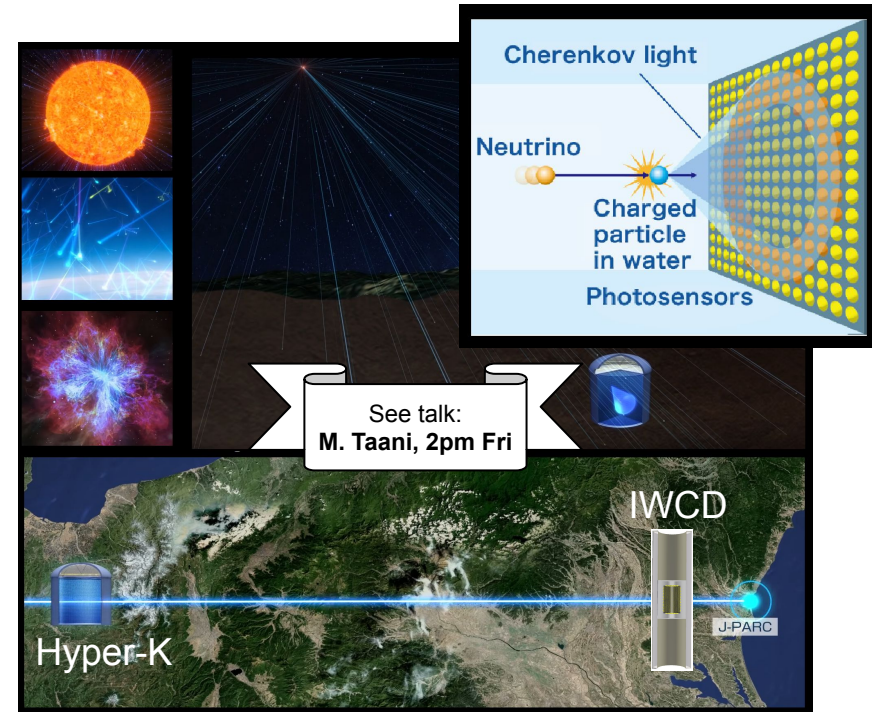 Cherenkov light
Neutrino
Charged
particle
in water
Photosensors
See talk:
M. Taani, 2pm Fri
IWCD
J-PARC
Hyper-K